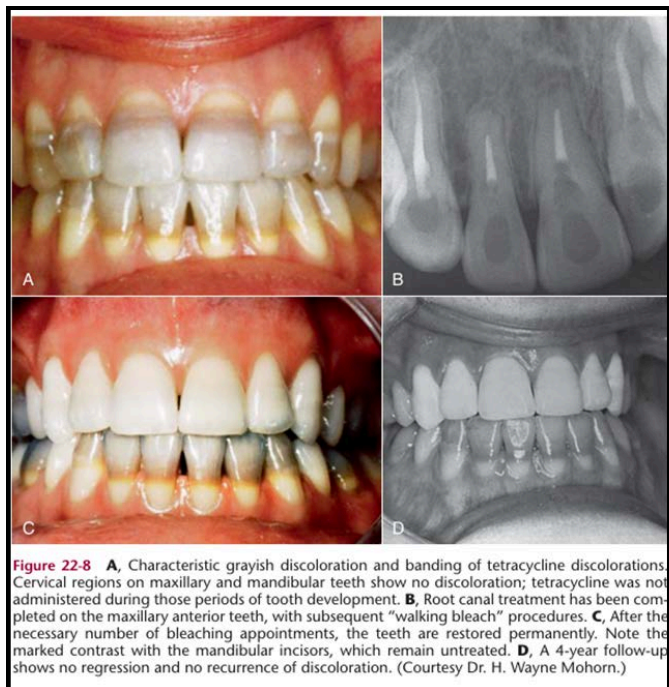 A
B
C
D
Figure 22-8 A, Characteristic grayish discoloration and banding of tetracycline discolorations.
Cervical regions on maxillary and mandibular teeth show no discoloration; tetracycline was not
administered during those periods of tooth development. B, Root canal treatment has been com-
pleted on the maxillary anterior teeth, with subsequent “walking bleach” procedures. C, After the
necessary number of bleaching appointments, the teeth are restored permanently. Note the
marked contrast with the mandibular incisors, which remain untreated. D, A 4-year follow-up
shows no regression and no recurrence of discoloration. (Courtesy Dr. H. Wayne Mohorn.)